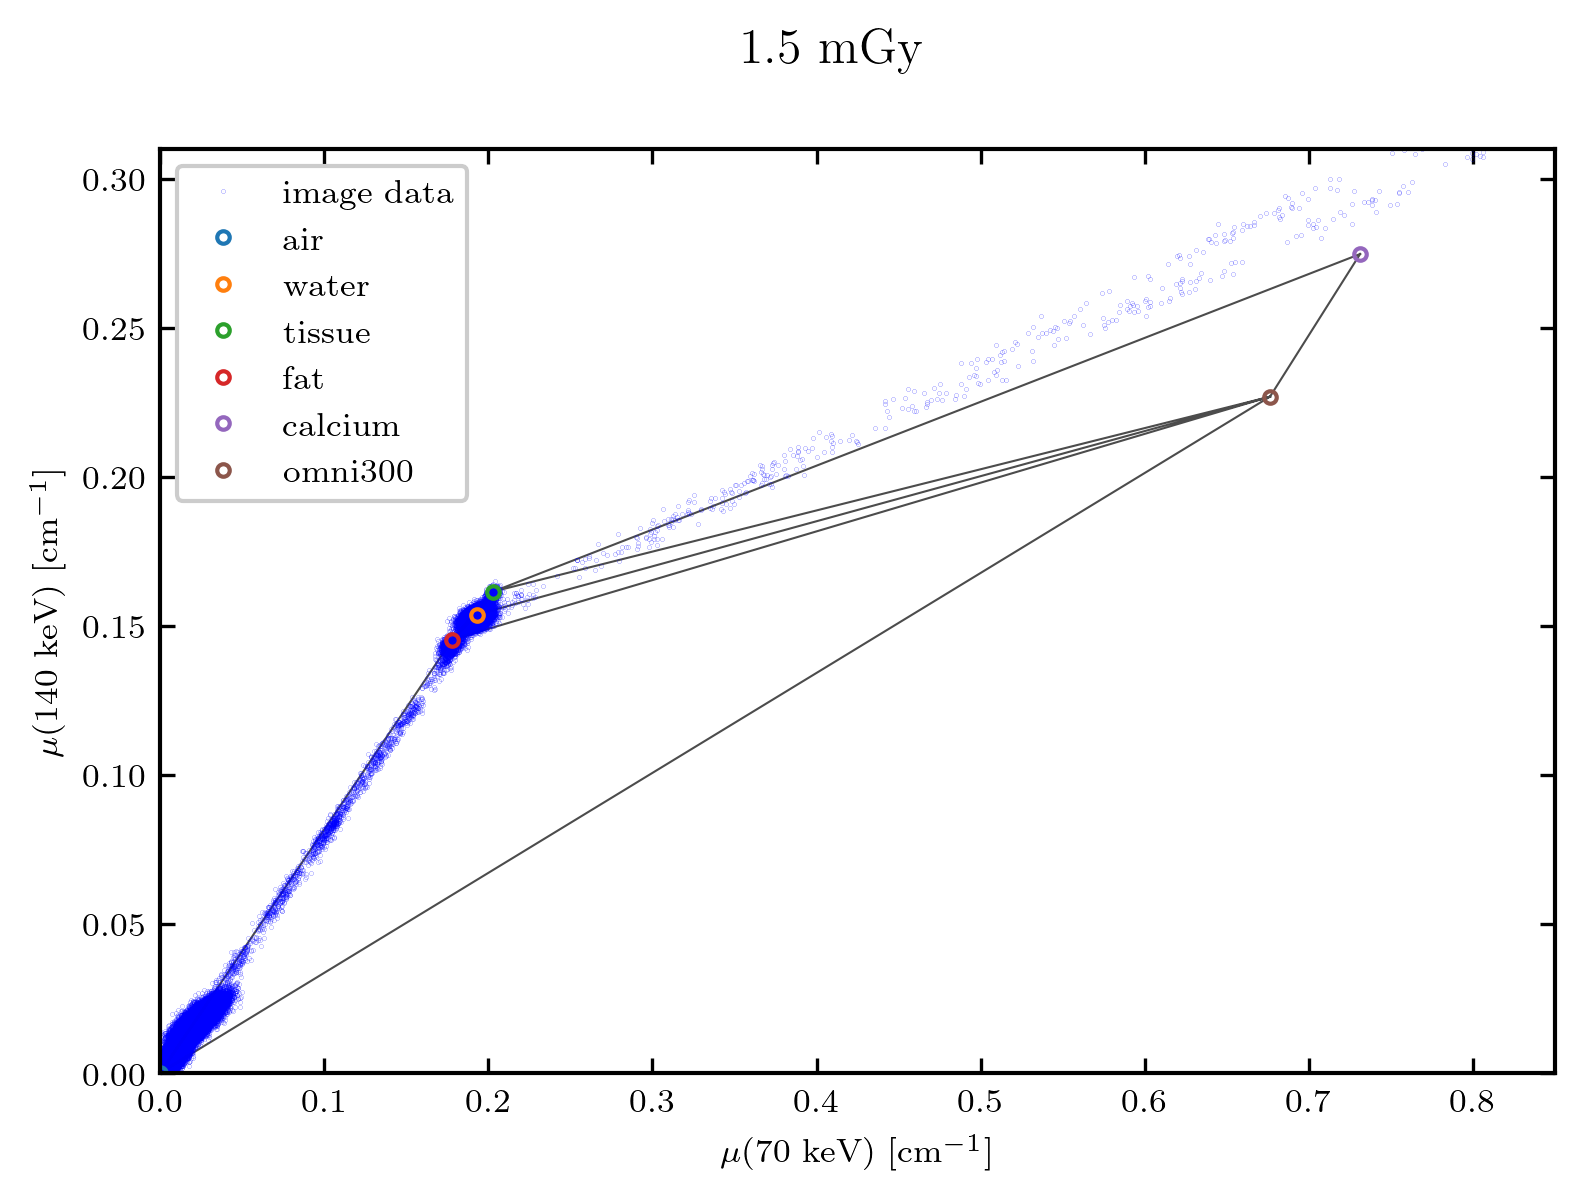 1.5 mGy
image data
air
water
tissue
fat
calcium
omni300
μ(140 keV) [cm⁻¹]
0.30
0.25
0.20
0.15
0.10
0.05
0.00
0.0 0.1 0.2 0.3 0.4 0.5 0.6 0.7 0.8
μ(70 keV) [cm⁻¹]